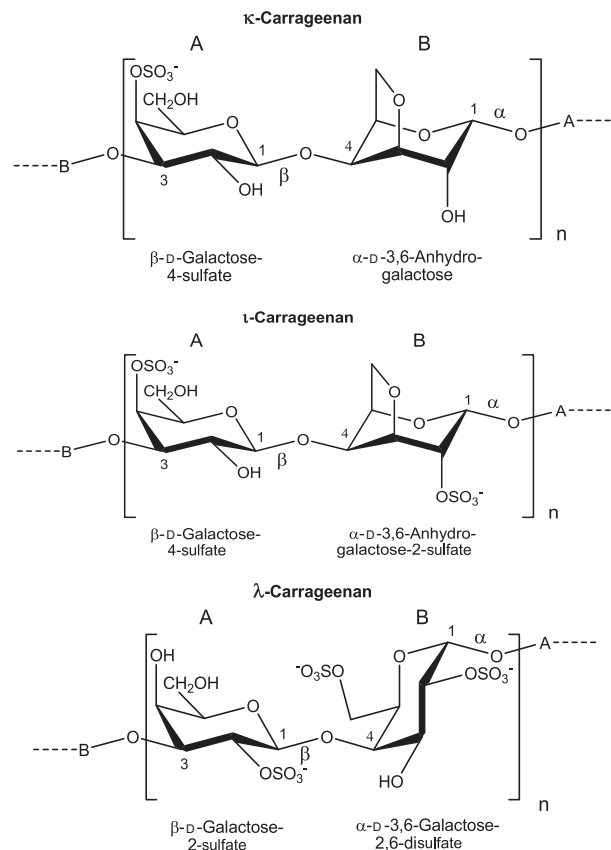 κ-Carrageenan
A B
OSO₃⁻
CH₂OH
O O O 1 α O A
B O 3 1 β O 4
OH
OH
n
β-D-Galactose-
4-sulfate
α-D-3,6-Anhydro-
galactose
ι-Carrageenan
A B
OSO₃⁻
CH₂OH
O O O 1 α O A
B O 3 1 β O 4
OH
OSO₃⁻
n
β-D-Galactose-
4-sulfate
α-D-3,6-Anhydro-
galactose-2-sulfate
λ-Carrageenan
A B
1 α O A
OH ⁻O₃SO O OSO₃⁻
CH₂OH
O
B O 3 1 β O 4
OSO₃⁻
HO
n
β-D-Galactose-
2-sulfate
α-D-3,6-Galactose-
2,6-disulfate